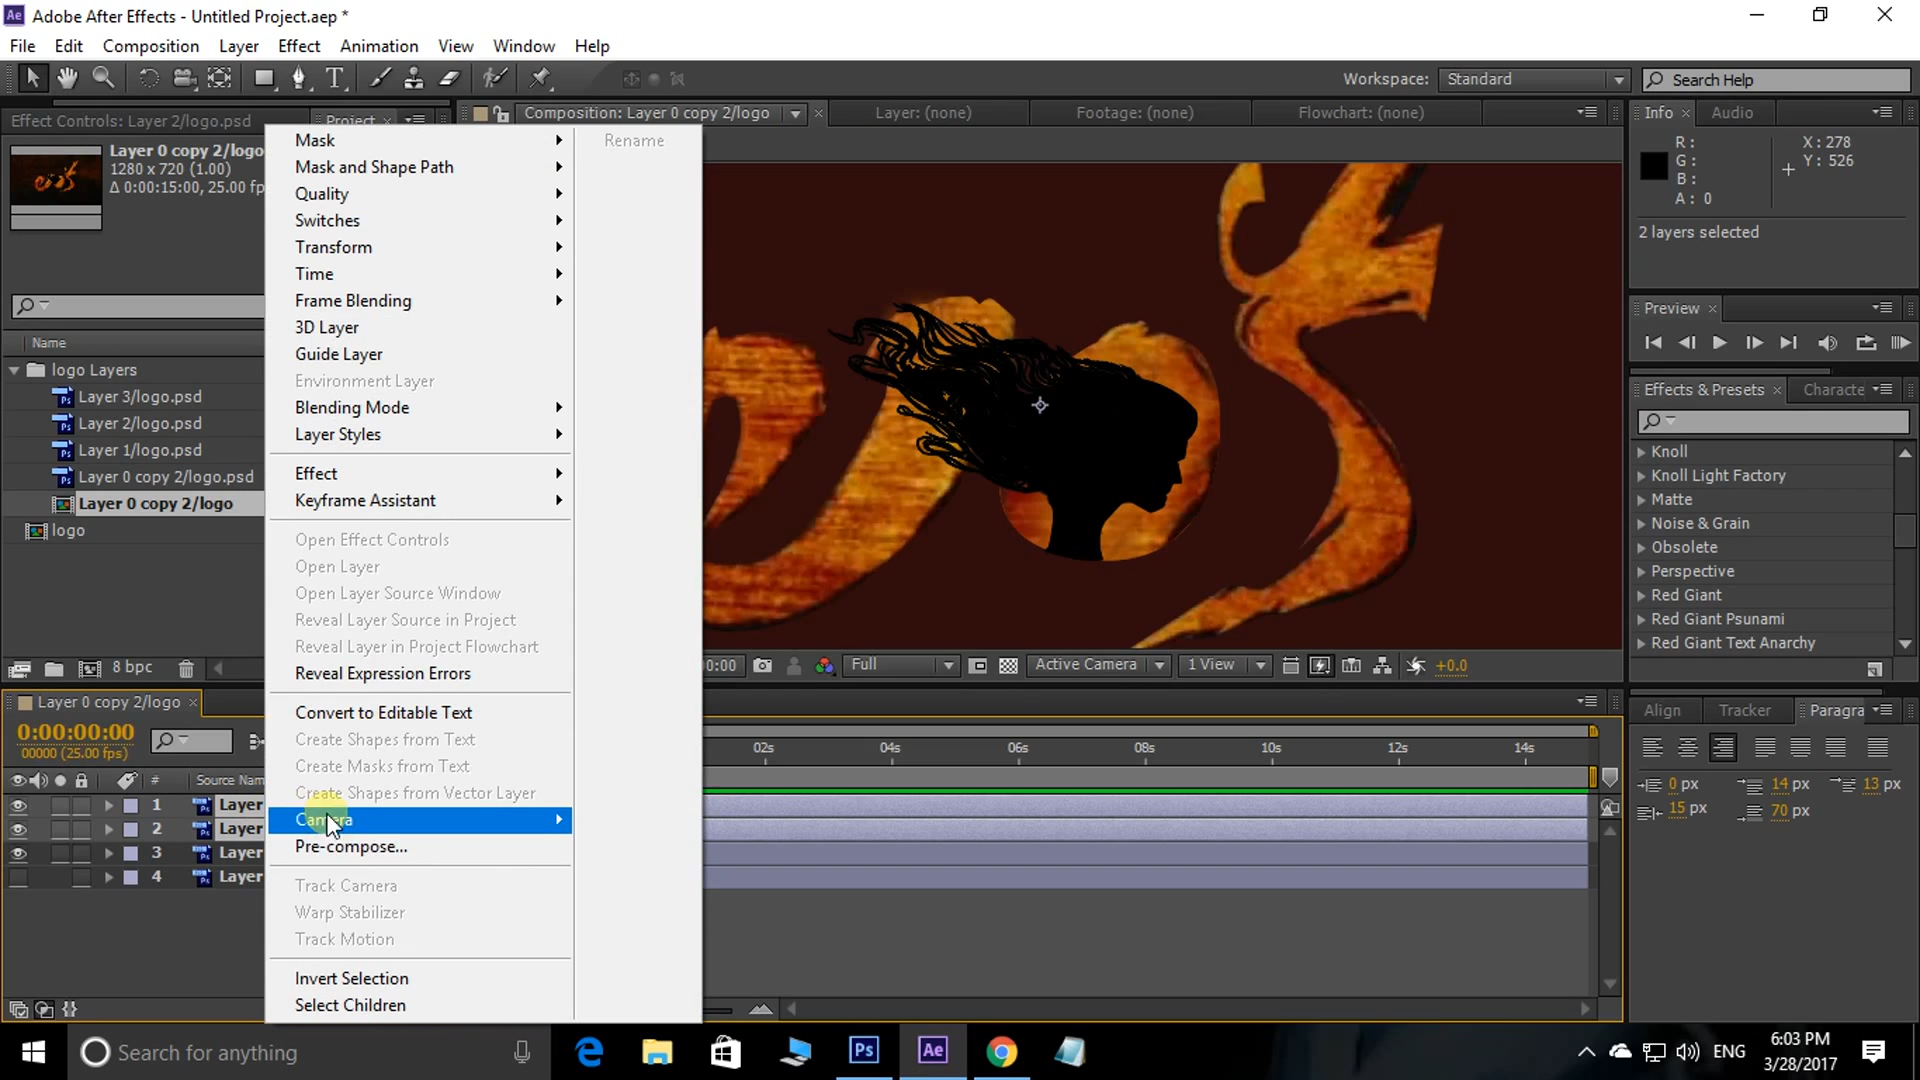 Adobe After Effects - Untitled Project.aep *
File Edit Composition Layer Effect Animation View Window Help
Workspace: Standard Search Help
Effect Controls: Layer 2/logo.psd Project Composition: Layer 0 copy 2/logo Layer: (none) Footage: (none) Flowchart: (none) Info Audio
Layer 0 copy 2/logo
1280 x 720 (1.00)
Δ 0:00:15:00, 25.00 fp
Name
logo Layers
Layer 3/logo.psd
Layer 2/logo.psd
Layer 1/logo.psd
Layer 0 copy 2/logo.psd
Layer 0 copy 2/logo
logo
8 bpc
Mask
Mask and Shape Path
Quality
Switches
Transform
Time
Frame Blending
3D Layer
Guide Layer
Environment Layer
Blending Mode
Layer Styles
Effect
Keyframe Assistant
Open Effect Controls
Open Layer
Open Layer Source Window
Reveal Layer Source in Project
Reveal Layer in Project Flowchart
Reveal Expression Errors
Convert to Editable Text
Create Shapes from Text
Create Masks from Text
Create Shapes from Vector Layer
Camera
Pre-compose...
Track Camera
Warp Stabilizer
Track Motion
Invert Selection
Select Children
Rename
:00 Full Active Camera 1 View +0.0
R: X: 278
G: Y: 526
B:
A: 0
2 layers selected
Preview
Effects & Presets Characte
Knoll
Knoll Light Factory
Matte
Noise & Grain
Obsolete
Perspective
Red Giant
Red Giant Psunami
Red Giant Text Anarchy
Layer 0 copy 2/logo
0:00:00:00
00000 (25.00 fps)
02s 04s 06s 08s 10s 12s 14s
# Source Nam
1 Layer
2 Layer
3 Layer
4 Layer
Align Tracker Paragra
0 px 14 px 13 px
15 px 70 px
Search for anything
Ps Ae
ENG
6:03 PM
3/28/2017